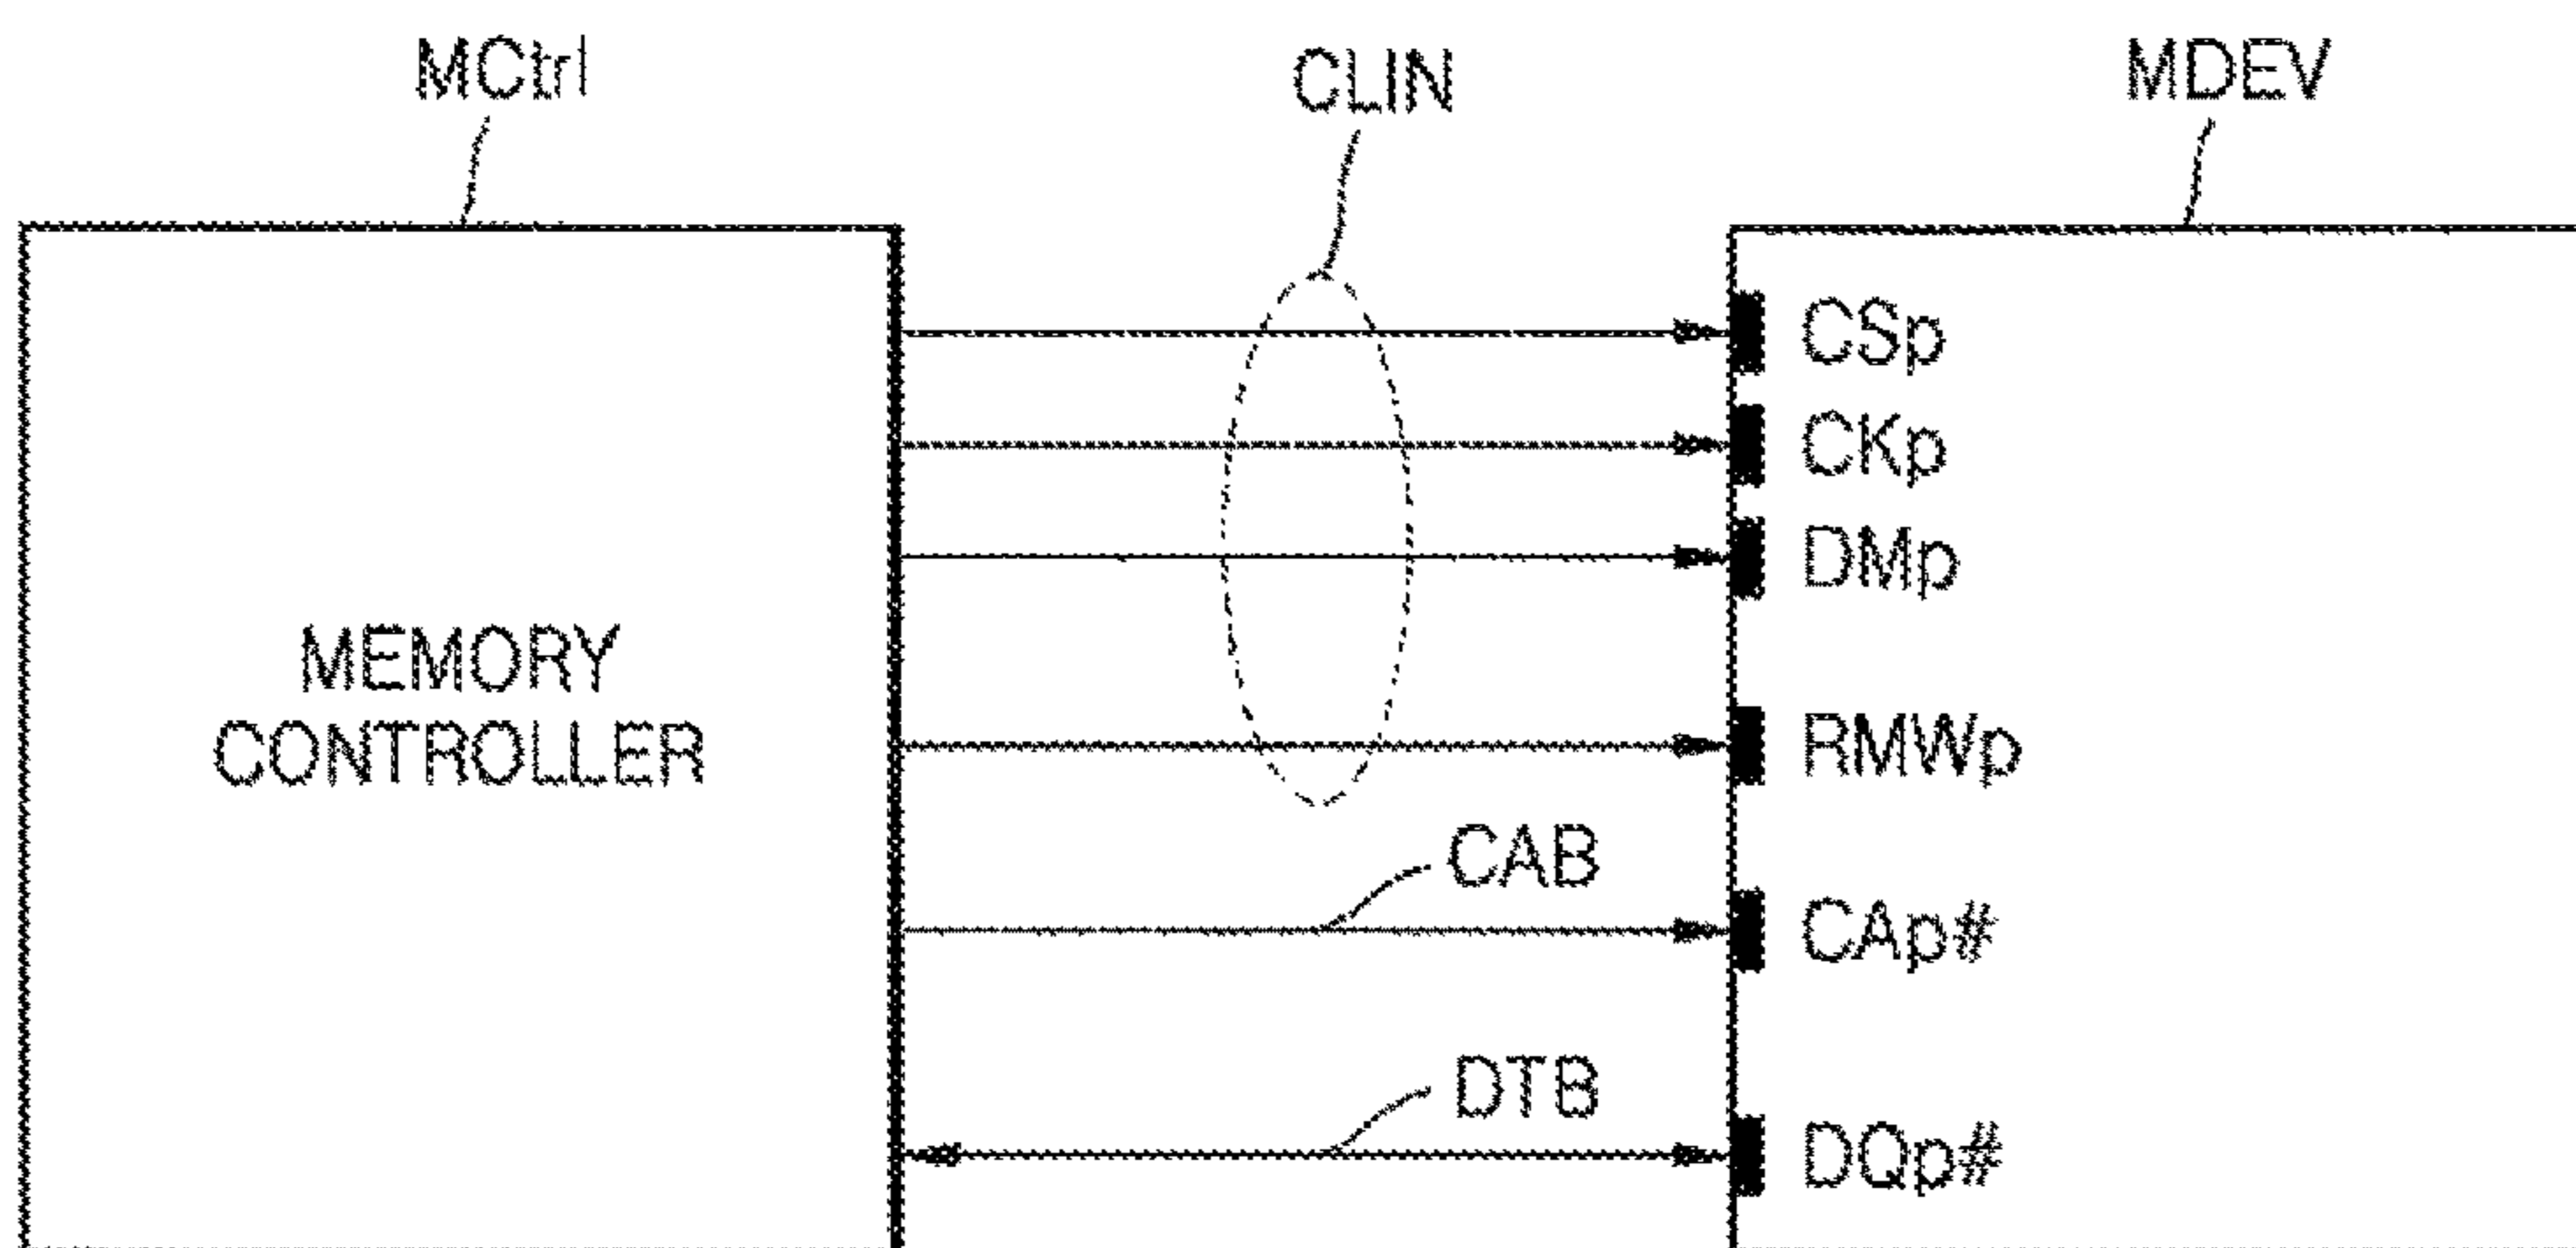 MCtrl
CLIN
MDEV
CSp
CKp
DMp
MEMORY
CONTROLLER
RMWp
CAB
CAp#
DTB
DQp#